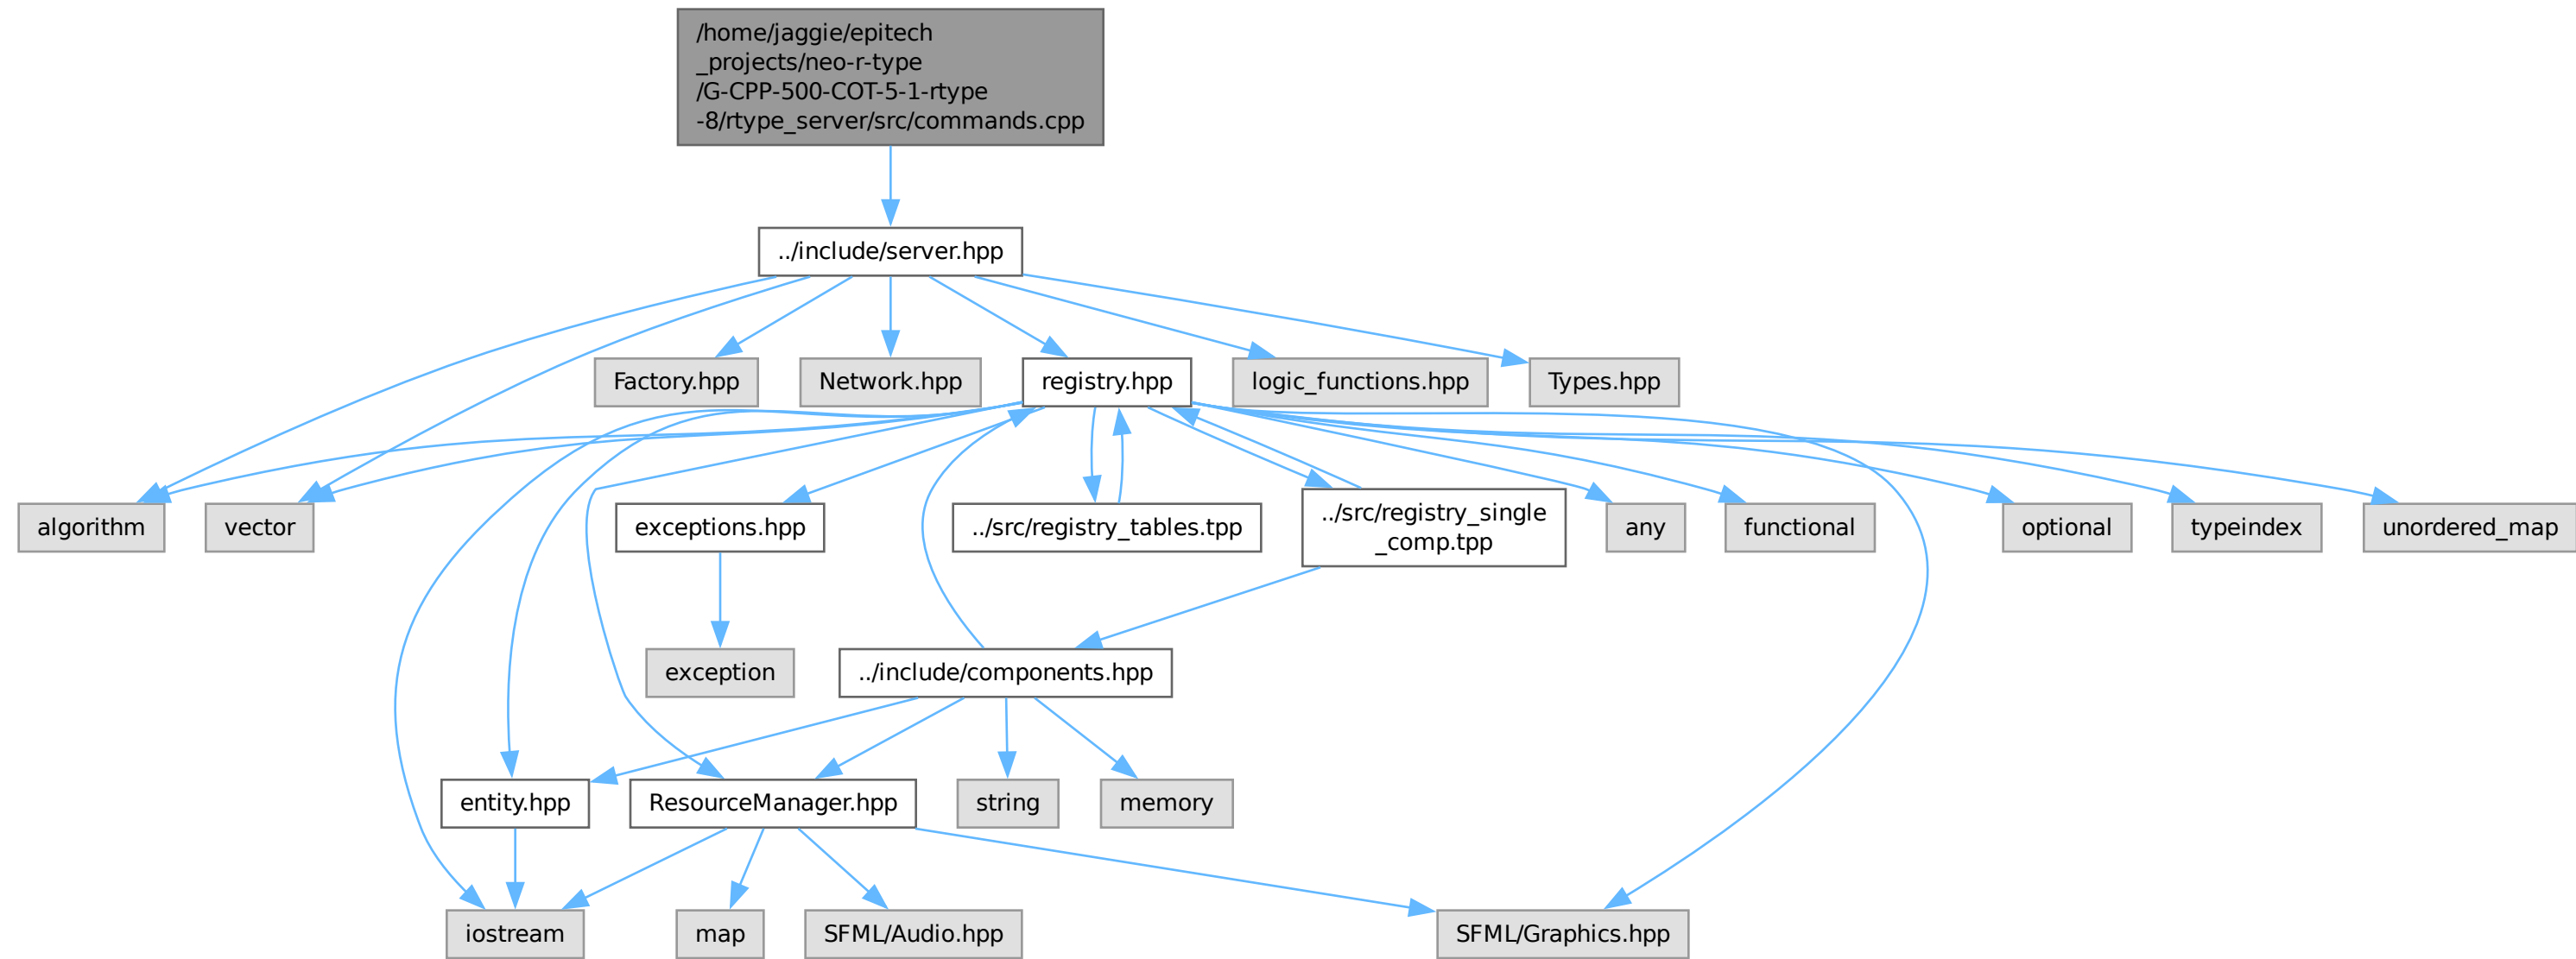 /home/jaggie/epitech
_projects/neo-r-type
/G-CPP-500-COT-5-1-rtype
-8/rtype_server/src/commands.cpp
../include/server.hpp
Factory.hpp
Network.hpp
registry.hpp
logic_functions.hpp
Types.hpp
algorithm
vector
exceptions.hpp
../src/registry_tables.tpp
../src/registry_single
_comp.tpp
any
functional
optional
typeindex
unordered_map
exception
../include/components.hpp
entity.hpp
ResourceManager.hpp
string
memory
iostream
map
SFML/Audio.hpp
SFML/Graphics.hpp